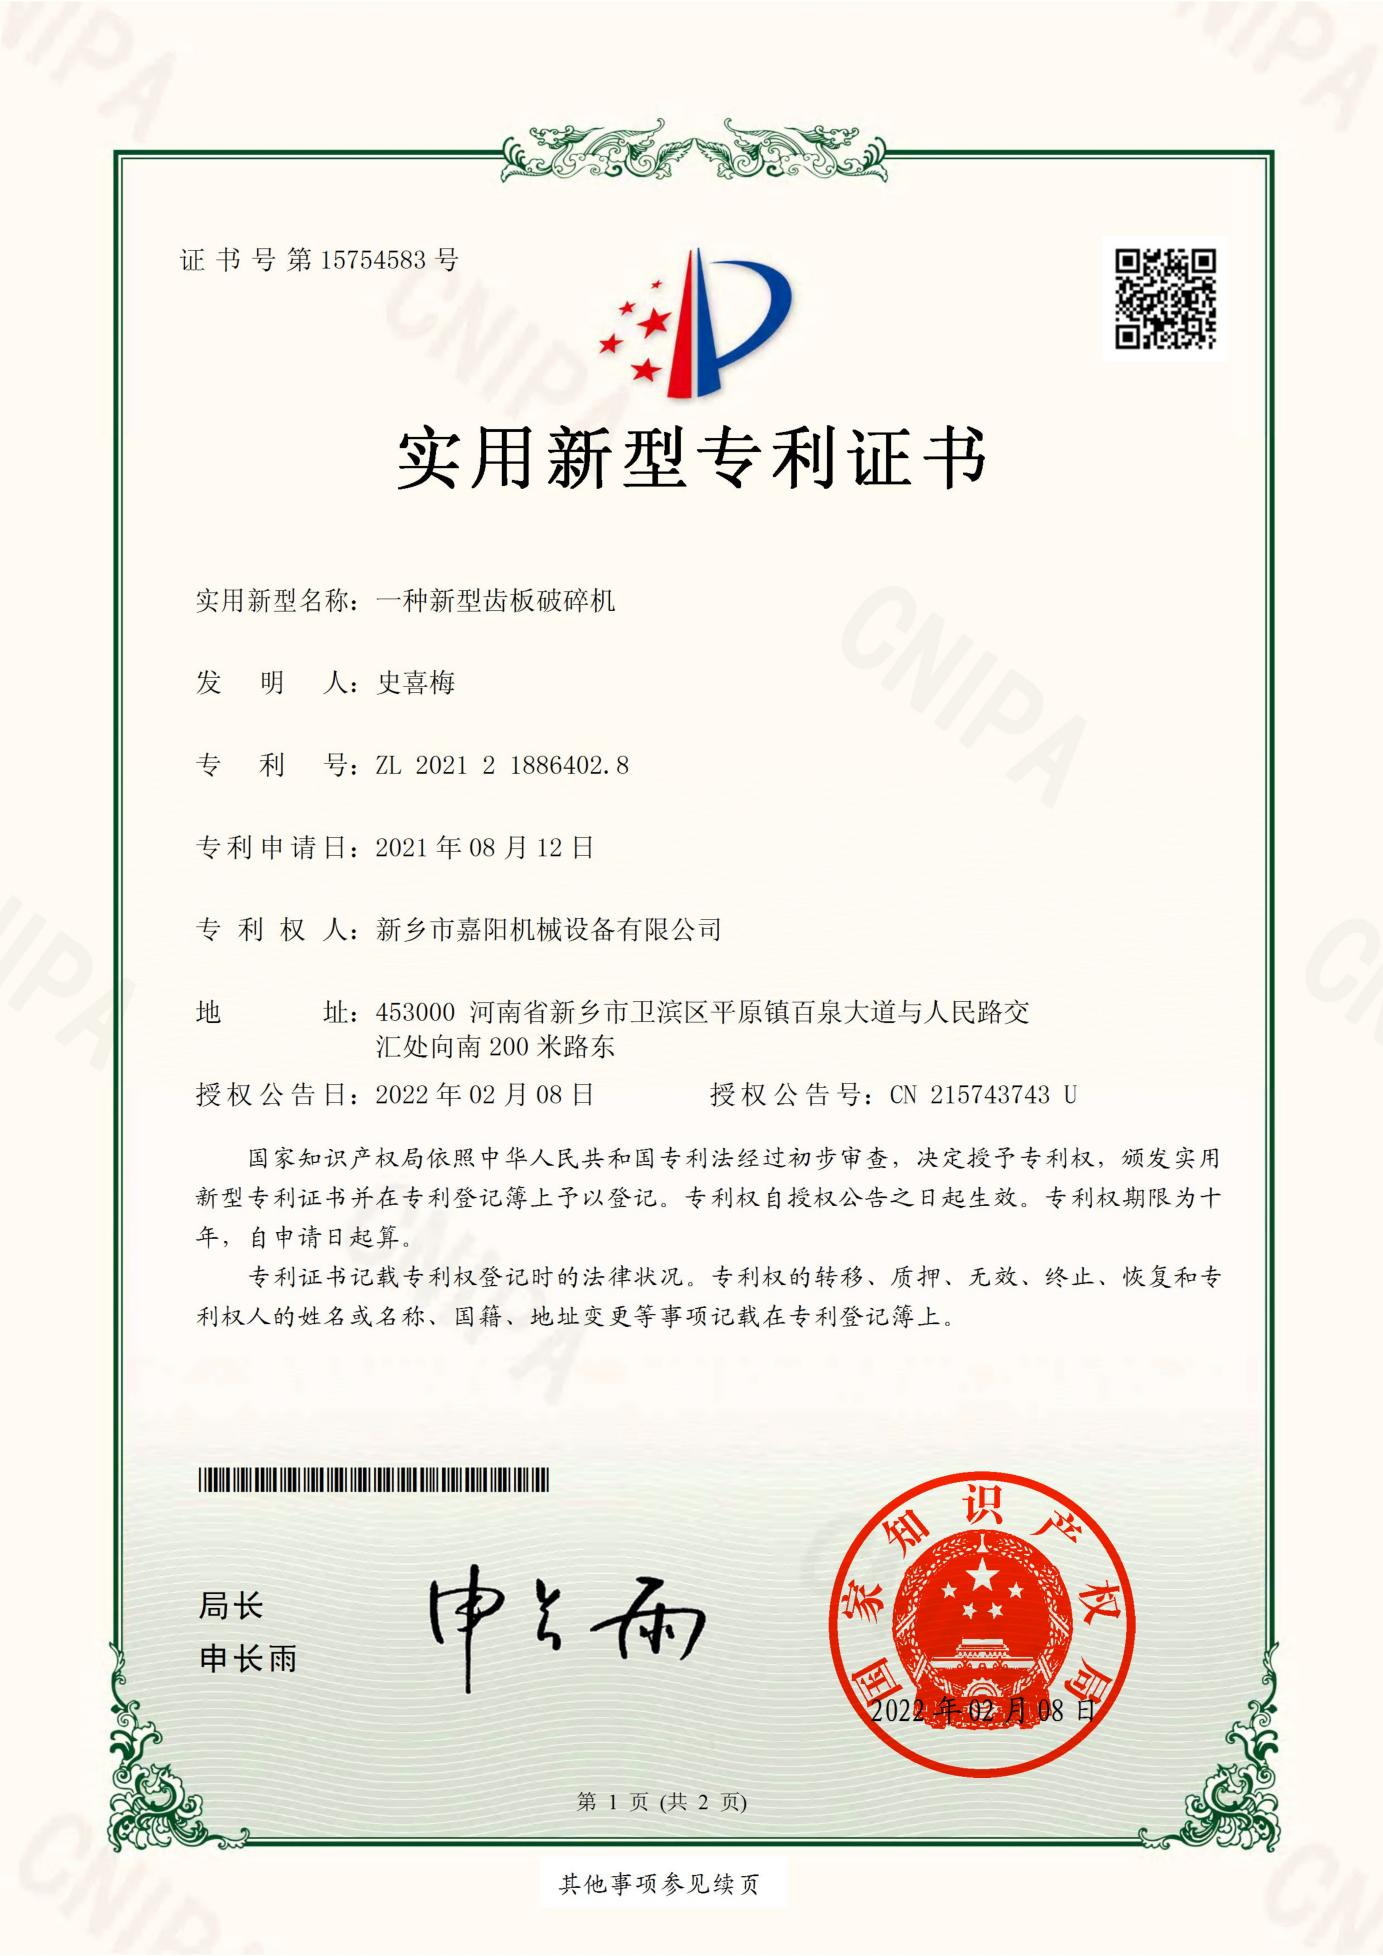 证书号第15754583号
实用新型专利证书
实用新型名称：一种新型齿板破碎机
发明人：史喜梅
专利号：ZL 2021 2 1886402.8
专利申请日：2021年08月12日
专利权人：新乡市嘉阳机械设备有限公司
地址：453000 河南省新乡市卫滨区平原镇百泉大道与人民路交
汇处向南200米路东
授权公告日：2022年02月08日 授权公告号：CN 215743743 U
国家知识产权局依照中华人民共和国专利法经过初步审查，决定授予专利权，颁发实用
新型专利证书并在专利登记簿上予以登记。专利权自授权公告之日起生效。专利权期限为十
年，自申请日起算。
专利证书记载专利权登记时的法律状况。专利权的转移、质押、无效、终止、恢复和专
利权人的姓名或名称、国籍、地址变更等事项记载在专利登记簿上。
局长
申长雨
申长雨
国家知识产权局
2022年02月08日
第 1 页 (共 2 页)
其他事项参见续页
CNIPA
CNIPA
CNIPA
CNIPA
CNIPA
CNIPA
CNIPA